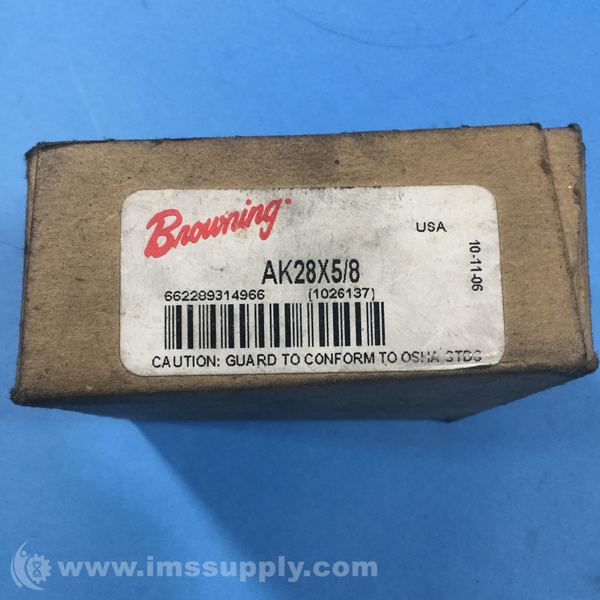 Browning
USA
10-11-06
AK28X5/8
662289314966 (1026137)
CAUTION: GUARD TO CONFORM TO OSHA STDS
www.imssupply.com